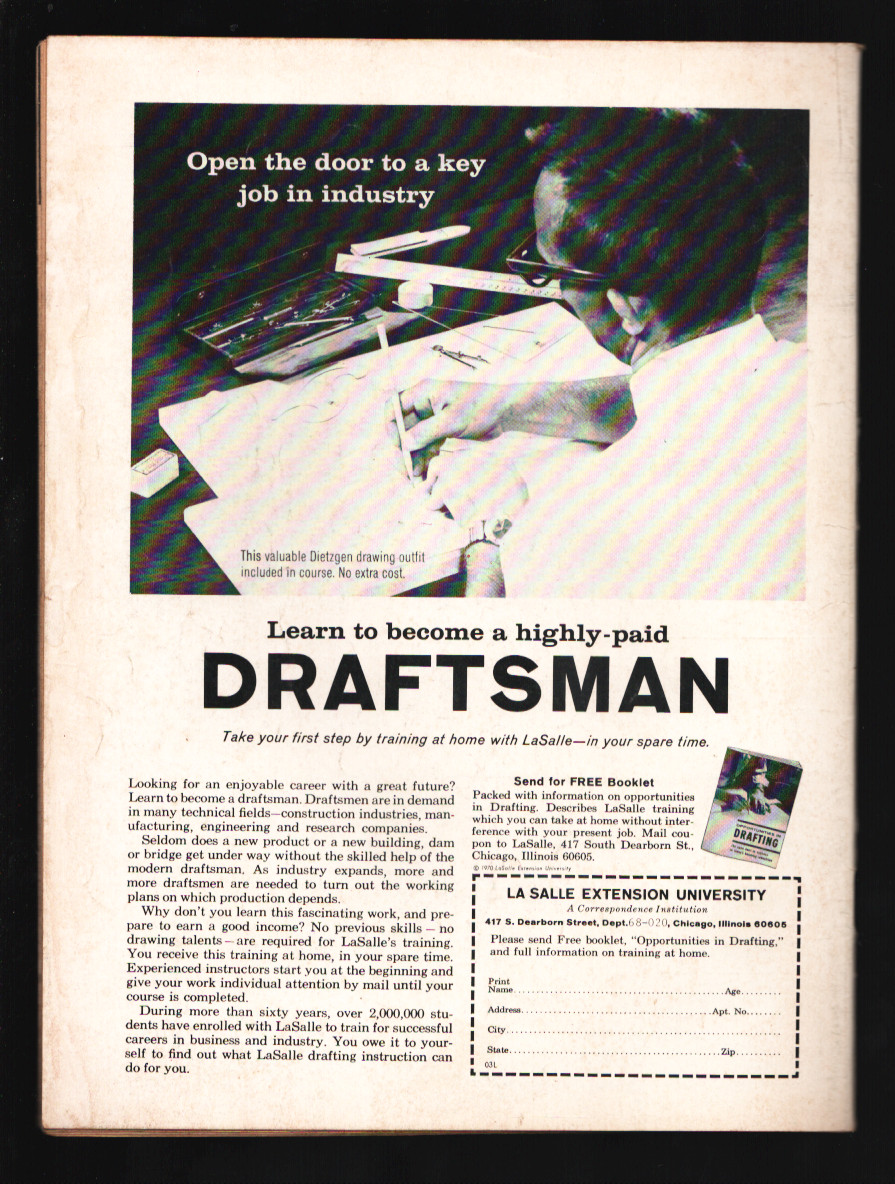 Open the door to a key
job in industry
This valuable Dietzgen drawing outfit
included in course. No extra cost.
Learn to become a highly-paid
DRAFTSMAN
Take your first step by training at home with LaSalle—in your spare time.
Looking for an enjoyable career with a great future?
Learn to become a draftsman. Draftsmen are in demand
in many technical fields—construction industries, man-
ufacturing, engineering and research companies.
Seldom does a new product or a new building, dam
or bridge get under way without the skilled help of the
modern draftsman. As industry expands, more and
more draftsmen are needed to turn out the working
plans on which production depends.
Why don't you learn this fascinating work, and pre-
pare to earn a good income? No previous skills — no
drawing talents — are required for LaSalle's training.
You receive this training at home, in your spare time.
Experienced instructors start you at the beginning and
give your work individual attention by mail until your
course is completed.
During more than sixty years, over 2,000,000 stu-
dents have enrolled with LaSalle to train for successful
careers in business and industry. You owe it to your-
self to find out what LaSalle drafting instruction can
do for you.
Send for FREE Booklet
Packed with information on opportunities
in Drafting. Describes LaSalle training
which you can take at home without inter-
ference with your present job. Mail cou-
pon to LaSalle, 417 South Dearborn St.,
Chicago, Illinois 60605.
© 1970 LaSalle Extension University
OPPORTUNITIES IN
DRAFTING
LA SALLE EXTENSION UNIVERSITY
A Correspondence Institution
417 S. Dearborn Street, Dept. 68-020, Chicago, Illinois 60605
Please send Free booklet, "Opportunities in Drafting,"
and full information on training at home.
Print
Name.......................................................Age........
Address..................................................Apt. No........
City.....................................................................
State.....................................................Zip..........
03L